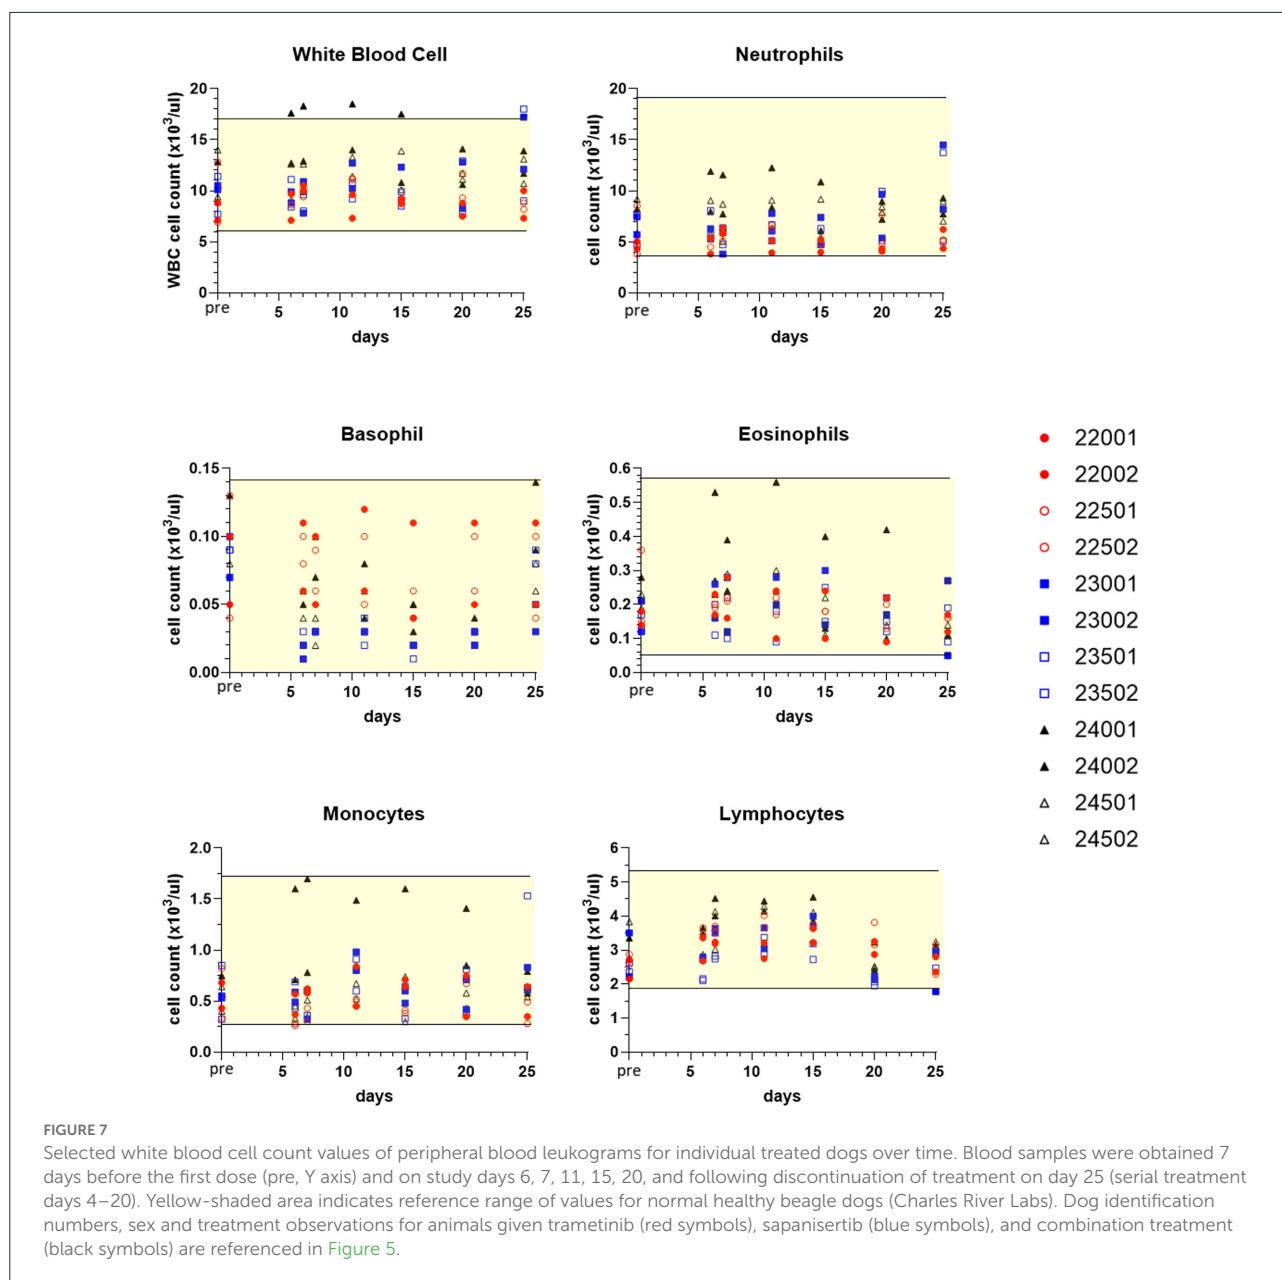 White Blood Cell
WBC cell count (x10³/ul)
20
15
10
5
0
pre
5
10
15
20
25
days
Neutrophils
cell count (x10³/ul)
20
15
10
5
0
pre
5
10
15
20
25
days
Basophil
cell count (x10³/ul)
0.15
0.10
0.05
0.00
pre
5
10
15
20
25
days
Eosinophils
cell count (x10³/ul)
0.6
0.5
0.4
0.3
0.2
0.1
0.0
pre
5
10
15
20
25
days
22001
22002
22501
22502
23001
23002
23501
23502
24001
24002
24501
24502
Monocytes
cell count (x10³/ul)
2.0
1.5
1.0
0.5
0.0
pre
5
10
15
20
25
days
Lymphocytes
cell count (x10³/ul)
6
5
4
3
2
1
0
pre
5
10
15
20
25
days
FIGURE 7
Selected white blood cell count values of peripheral blood leukograms for individual treated dogs over time. Blood samples were obtained 7
days before the first dose (pre, Y axis) and on study days 6, 7, 11, 15, 20, and following discontinuation of treatment on day 25 (serial treatment
days 4–20). Yellow-shaded area indicates reference range of values for normal healthy beagle dogs (Charles River Labs). Dog identification
numbers, sex and treatment observations for animals given trametinib (red symbols), sapanisertib (blue symbols), and combination treatment
(black symbols) are referenced in Figure 5.